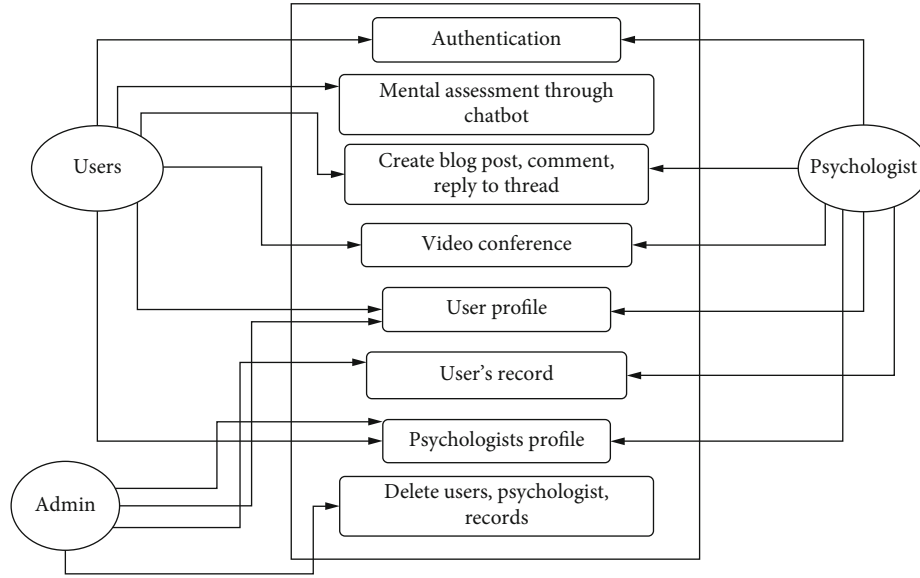 Authentication
Mental assessment through
chatbot
Users
Create blog post, comment,
reply to thread
Psychologist
Video conference
User profile
User's record
Psychologists profile
Admin
Delete users, psychologist,
records